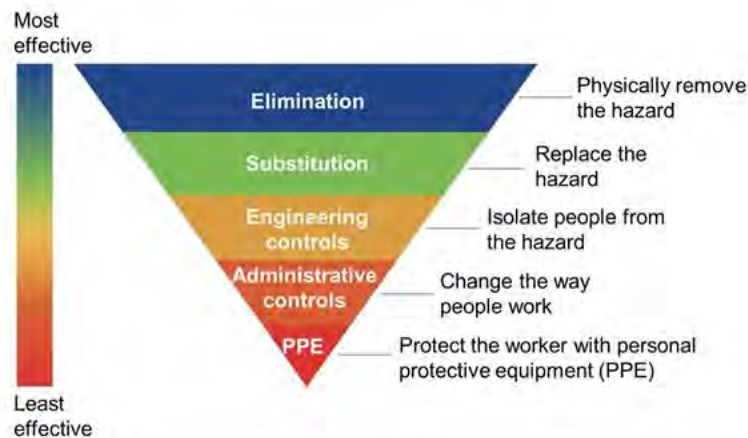 Most
effective
Elimination
Physically remove
the hazard
Substitution
Replace the
hazard
Engineering
controls
Isolate people from
the hazard
Administrative
controls
Change the way
people work
PPE
Protect the worker with personal
protective equipment (PPE)
Least
effective